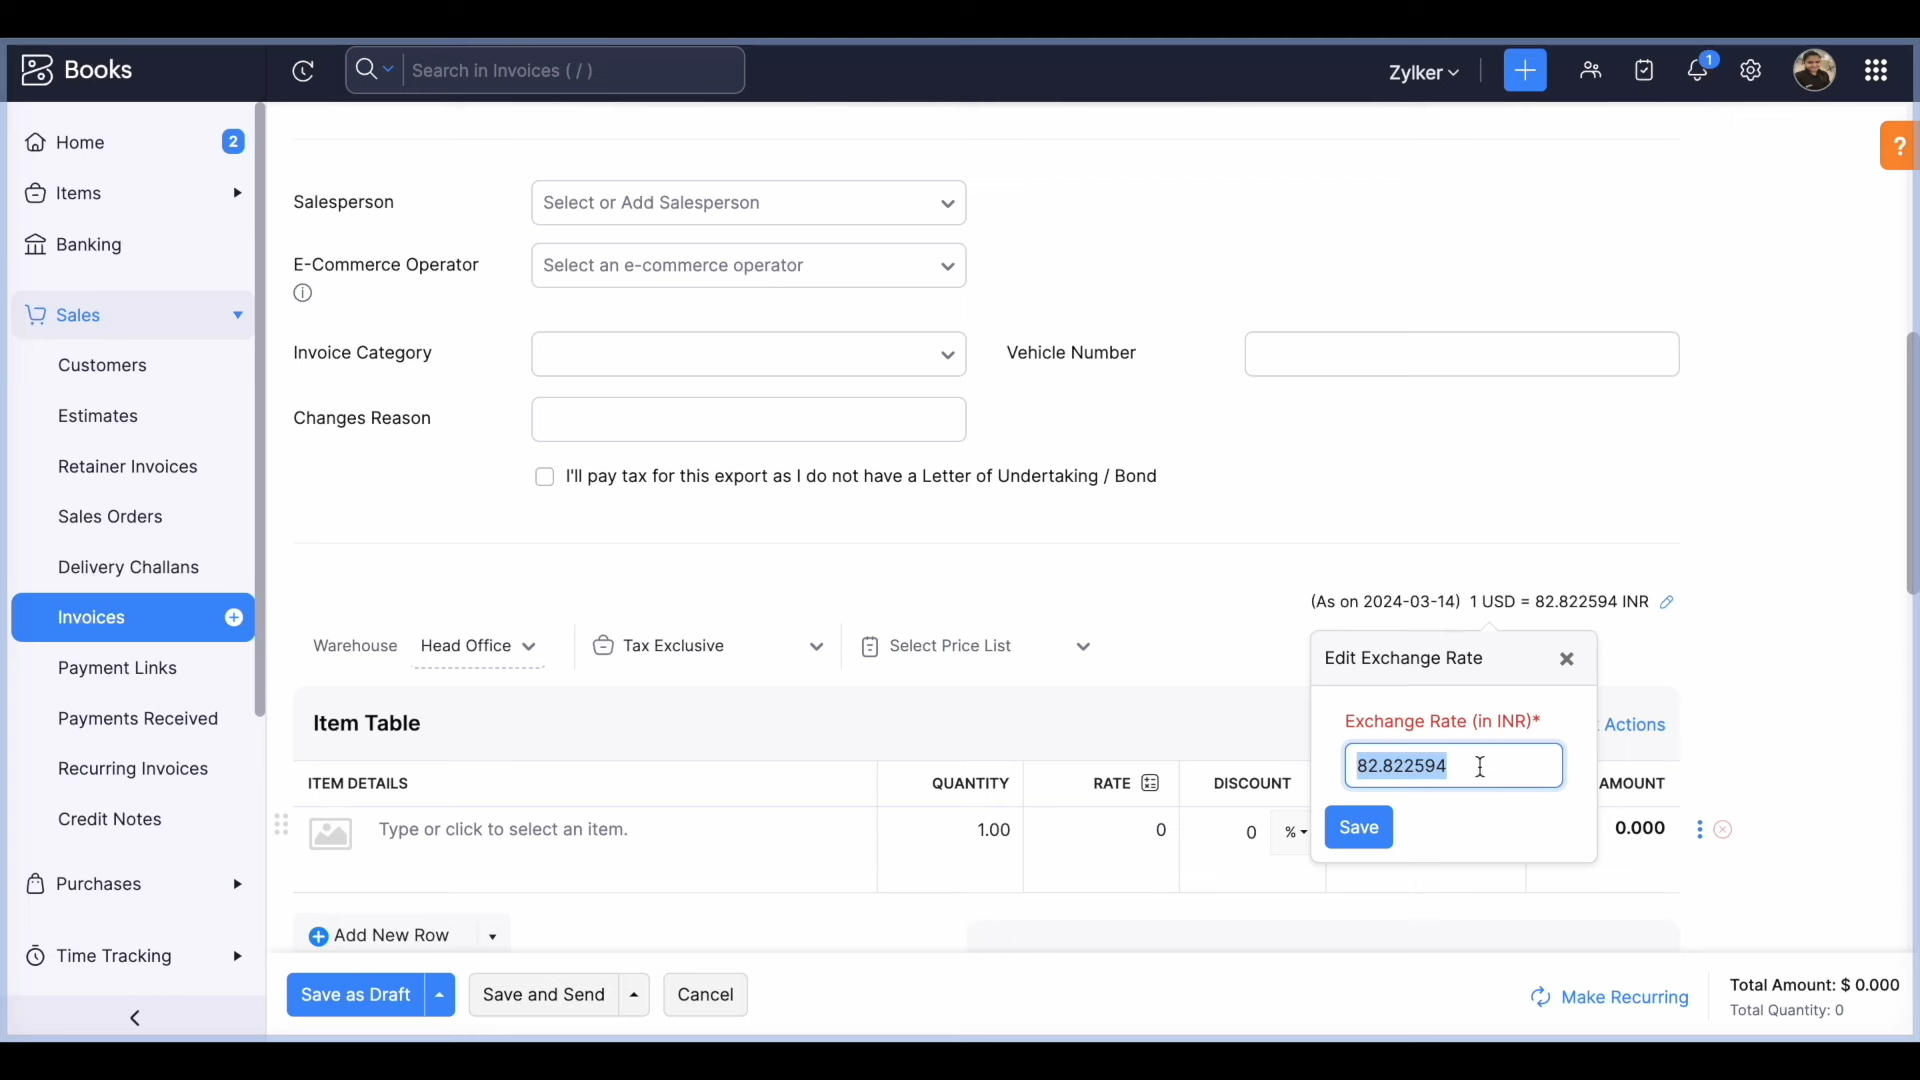 Books
Search in Invoices ( / )
Zylker
1
Home
2
Items
Banking
Sales
Customers
Estimates
Retainer Invoices
Sales Orders
Delivery Challans
Invoices
Payment Links
Payments Received
Recurring Invoices
Credit Notes
Purchases
Time Tracking
?
Salesperson
Select or Add Salesperson
E-Commerce Operator
Select an e-commerce operator
Invoice Category
Vehicle Number
Changes Reason
I'll pay tax for this export as I do not have a Letter of Undertaking / Bond
(As on 2024-03-14) 1 USD = 82.822594 INR
Warehouse
Head Office
Tax Exclusive
Select Price List
Edit Exchange Rate
Exchange Rate (in INR)*
82.822594
Save
Item Table
Actions
ITEM DETAILS
QUANTITY
RATE
DISCOUNT
AMOUNT
Type or click to select an item.
1.00
0
0
%
0.000
Add New Row
Save as Draft
Save and Send
Cancel
Make Recurring
Total Amount: $ 0.000
Total Quantity: 0